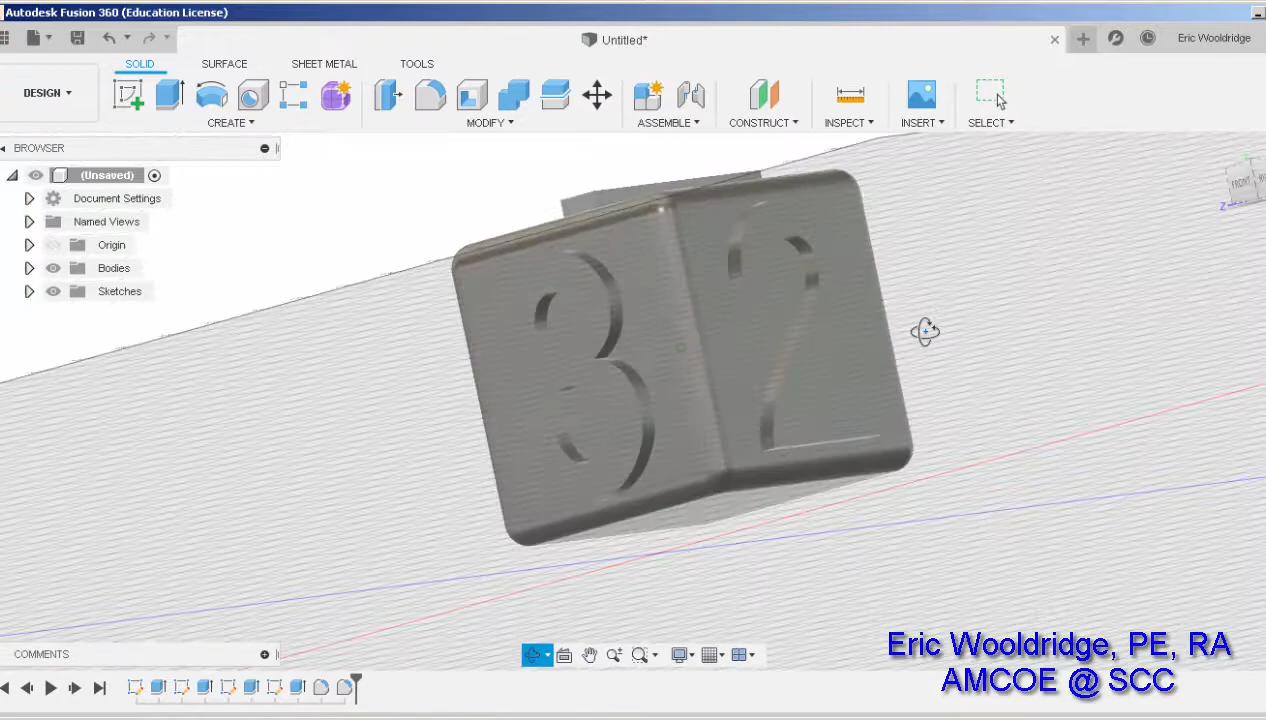 Autodesk Fusion 360 (Education License)
Untitled*
Eric Wooldridge
SOLID SURFACE SHEET METAL TOOLS
DESIGN
CREATE MODIFY ASSEMBLE CONSTRUCT INSPECT INSERT SELECT
BROWSER
(Unsaved)
Document Settings
Named Views
Origin
Bodies
Sketches
FRONT
Z
3 2
COMMENTS
Eric Wooldridge, PE, RA
AMCOE @ SCC